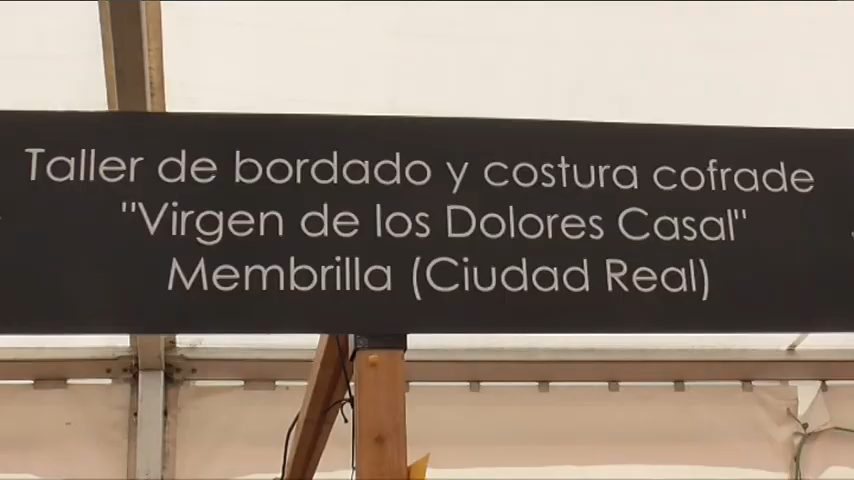 Taller de bordado y costura cofrade
"Virgen de los Dolores Casal"
Membrilla (Ciudad Real)